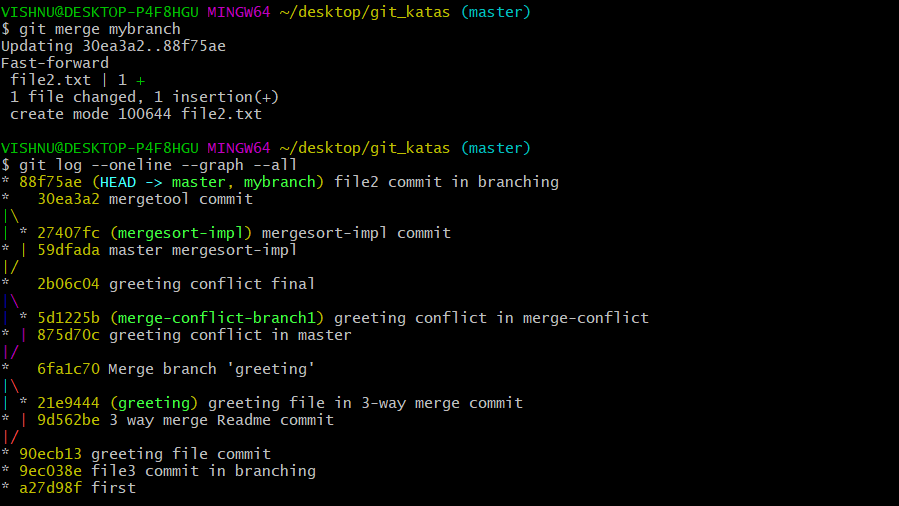 VISHNU@DESKTOP-P4F8HGU MINGW64 ~/desktop/git_katas (master)
$ git merge mybranch
Updating 30ea3a2..88f75ae
Fast-forward
 file2.txt | 1 +
 1 file changed, 1 insertion(+)
 create mode 100644 file2.txt

VISHNU@DESKTOP-P4F8HGU MINGW64 ~/desktop/git_katas (master)
$ git log --oneline --graph --all
* 88f75ae (HEAD -> master, mybranch) file2 commit in branching
*   30ea3a2 mergetool commit
|\
| * 27407fc (mergesort-impl) mergesort-impl commit
* | 59dfada master mergesort-impl
|/
*   2b06c04 greeting conflict final
|\
| * 5d1225b (merge-conflict-branch1) greeting conflict in merge-conflict
* | 875d70c greeting conflict in master
|/
*   6fa1c70 Merge branch 'greeting'
|\
| * 21e9444 (greeting) greeting file in 3-way merge commit
* | 9d562be 3 way merge Readme commit
|/
* 90ecb13 greeting file commit
* 9ec038e file3 commit in branching
* a27d98f first